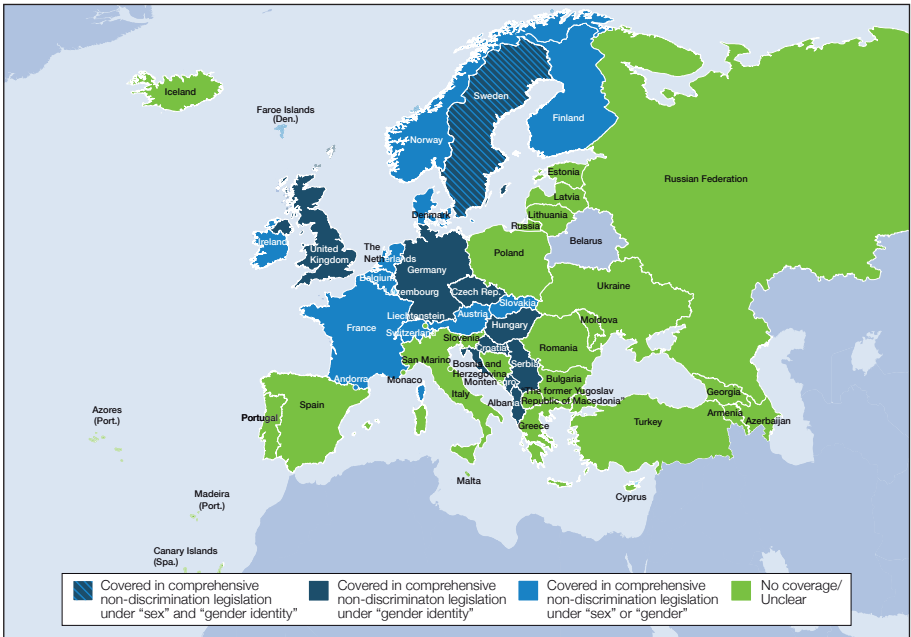 Iceland
Faroe Islands
(Den.)
Sweden
Finland
Norway
Russian Federation
Estonia
Latvia
Denmark
Lithuania
Russia
Belarus
Ireland
United
Kingdom
The
Netherlands
Poland
Germany
Belgium
Luxembourg
Czech Rep.
Ukraine
Slovakia
Liechtenstein
Austria
Moldova
France
Switzerland
Hungary
Slovenia
Croatia
Romania
San Marino
Bosnia and
Herzegovina
Serbia
Monaco
Andorra
Montenegro
Bulgaria
Italy
"The former Yugoslav
Republic of Macedonia"
Georgia
Albania
Armenia
Azerbaijan
Azores
(Port.)
Portugal
Spain
Greece
Turkey
Malta
Cyprus
Madeira
(Port.)
Canary Islands
(Spa.)
Covered in comprehensive
non-discrimination legislation
under “sex” and “gender identity”
Covered in comprehensive
non-discriminaton legislation
under “gender identity”
Covered in comprehensive
non-discrimination legislation
under “sex” or “gender”
No coverage/
Unclear